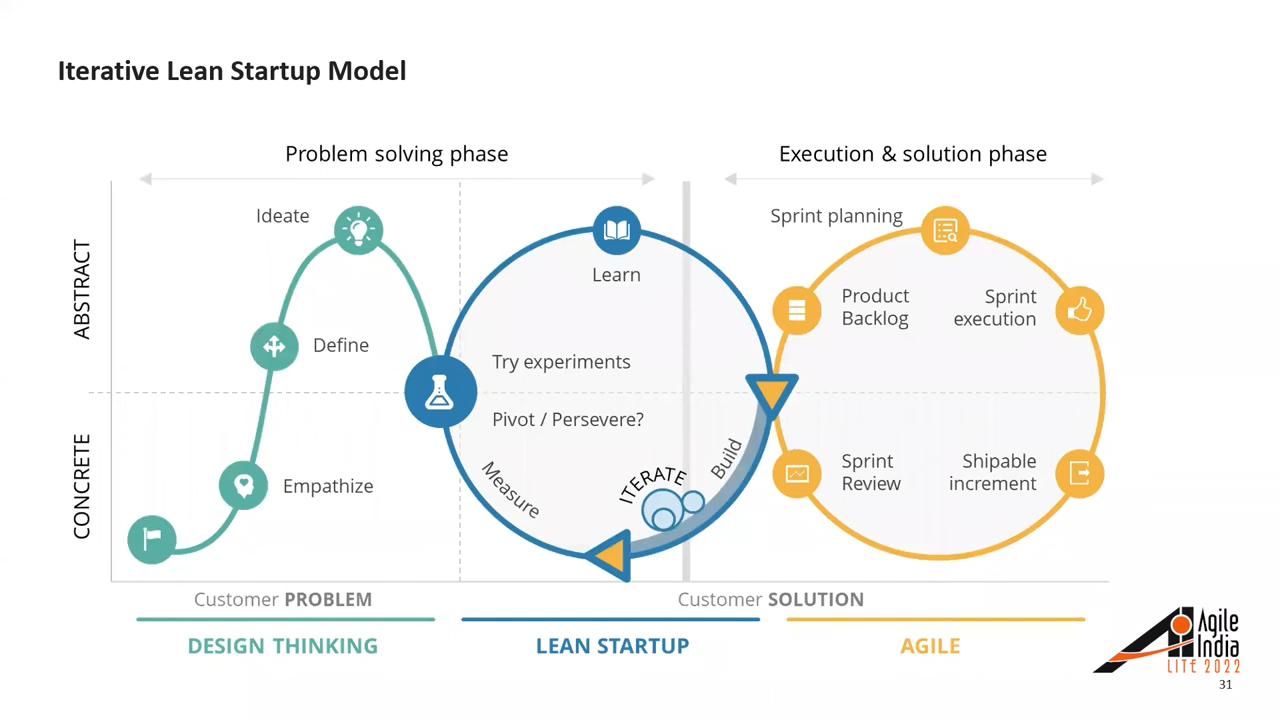 Iterative Lean Startup Model
Problem solving phase
Execution & solution phase
ABSTRACT
CONCRETE
Ideate
Define
Empathize
Learn
Try experiments
Pivot / Persevere?
Measure
ITERATE
Build
Sprint planning
Product
Backlog
Sprint
execution
Sprint
Review
Shipable
increment
Customer PROBLEM
Customer SOLUTION
DESIGN THINKING
LEAN STARTUP
AGILE
Agile
India
LITE 2022
31